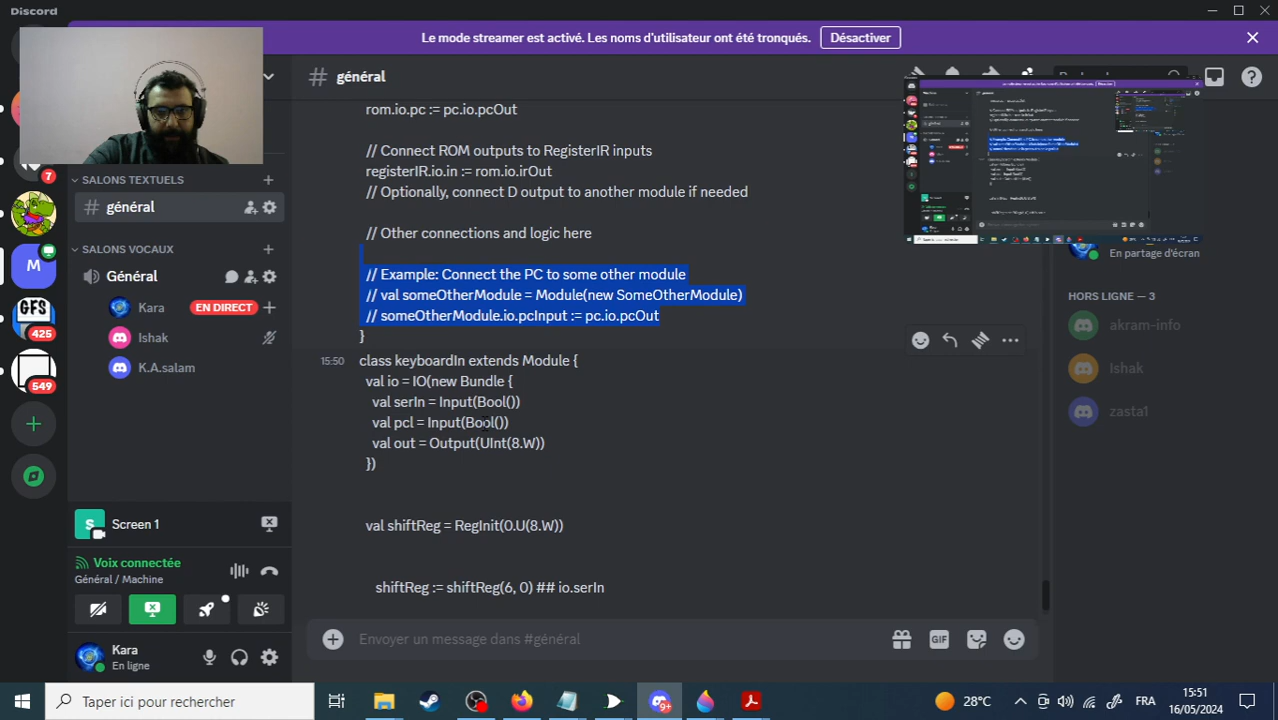 Discord
Le mode streamer est activé. Les noms d'utilisateur ont été tronqués.
Désactiver
# général
rom.io.pc := pc.io.pcOut
// Connect ROM outputs to RegisterIR inputs
registerIR.io.in := rom.io.irOut
// Optionally, connect D output to another module if needed
// Other connections and logic here
// Example: Connect the PC to some other module
// val someOtherModule = Module(new SomeOtherModule)
// someOtherModule.io.pcInput := pc.io.pcOut
}
15:50
class keyboardIn extends Module {
val io = IO(new Bundle {
val serIn = Input(Bool())
val pcl = Input(Bool())
val out = Output(UInt(8.W))
})
val shiftReg = RegInit(0.U(8.W))
shiftReg := shiftReg(6, 0) ## io.serIn
Envoyer un message dans #général
GIF
7
M
GFS
425
549
SALONS TEXTUELS
# général
SALONS VOCAUX
Général
Kara
EN DIRECT
Ishak
K.A.salam
S
Screen 1
Voix connectée
Général / Machine
Kara
En ligne
En partage d'écran
HORS LIGNE — 3
akram-info
Ishak
zasta1
Taper ici pour rechercher
9+
28°C
FRA
15:51
16/05/2024